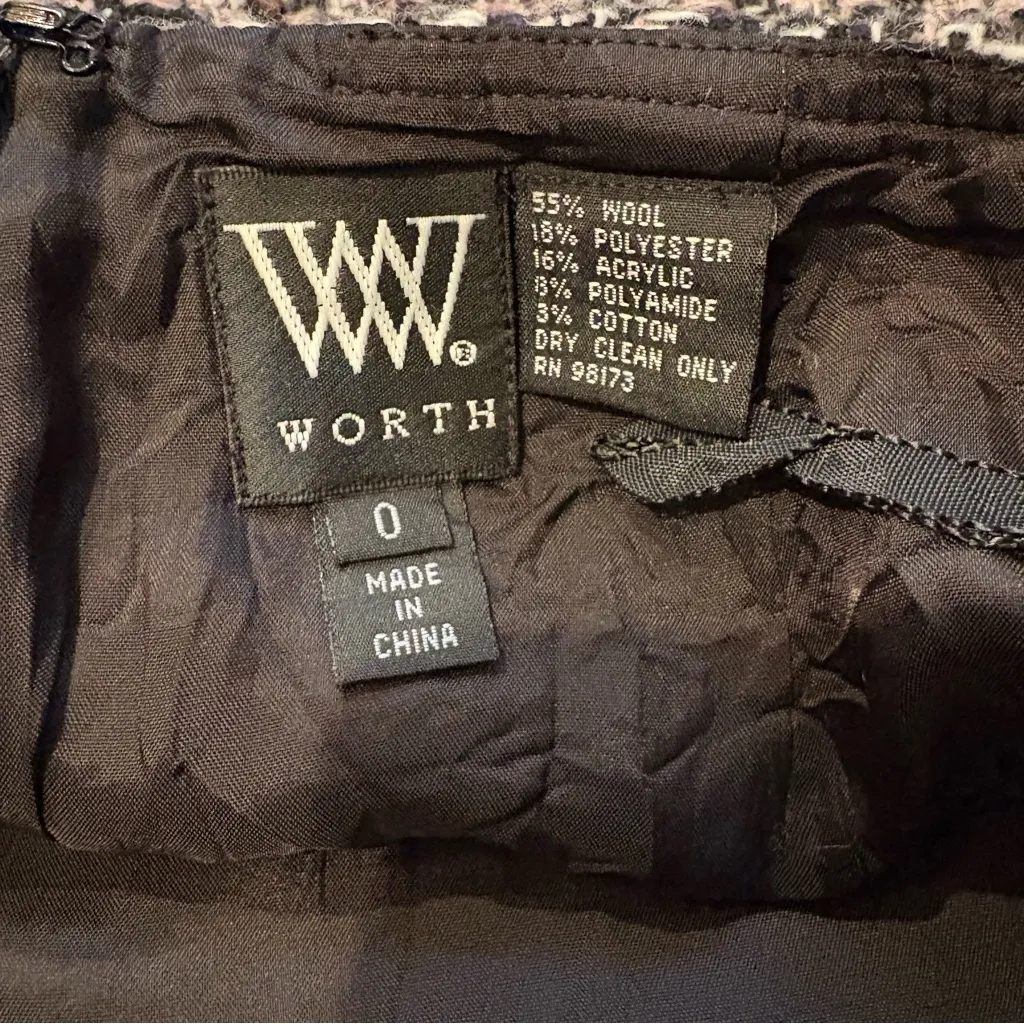 W
WORTH
0
MADE
IN
CHINA
55% WOOL
18% POLYESTER
16% ACRYLIC
8% POLYAMIDE
3% COTTON
DRY CLEAN ONLY
RN 98173